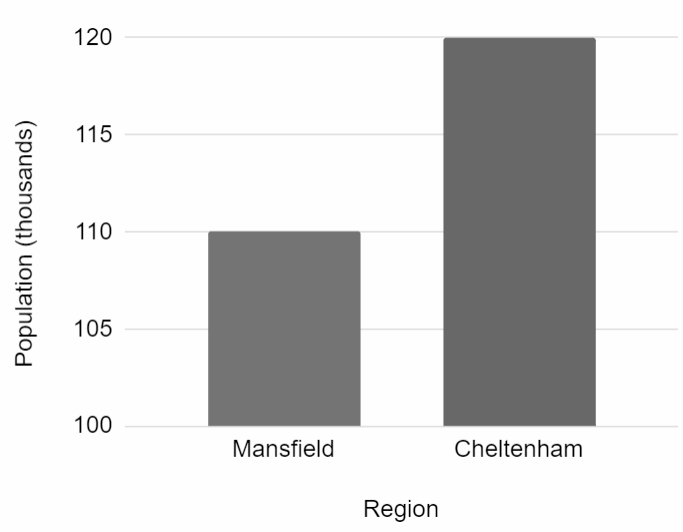 120
115
110
105
100
Population (thousands)
Mansfield
Cheltenham
Region